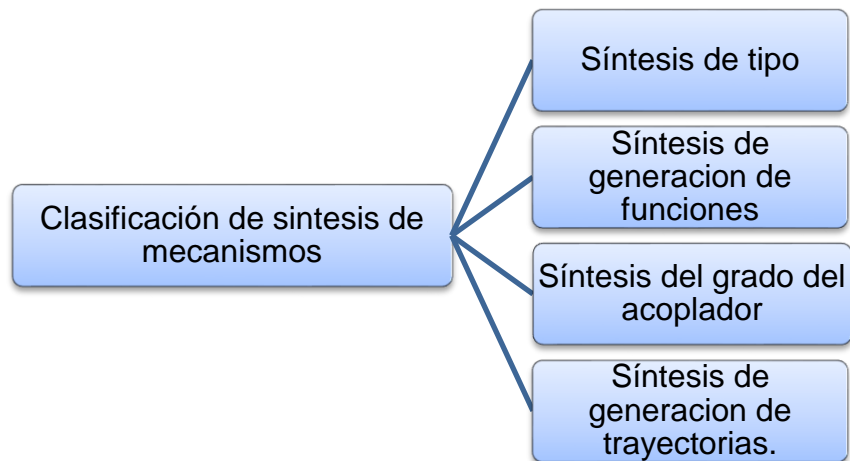 Síntesis de tipo
Síntesis de
generacion de
funciones
Clasificación de sintesis de
mecanismos
Síntesis del grado del
acoplador
Síntesis de
generacion de
trayectorias.